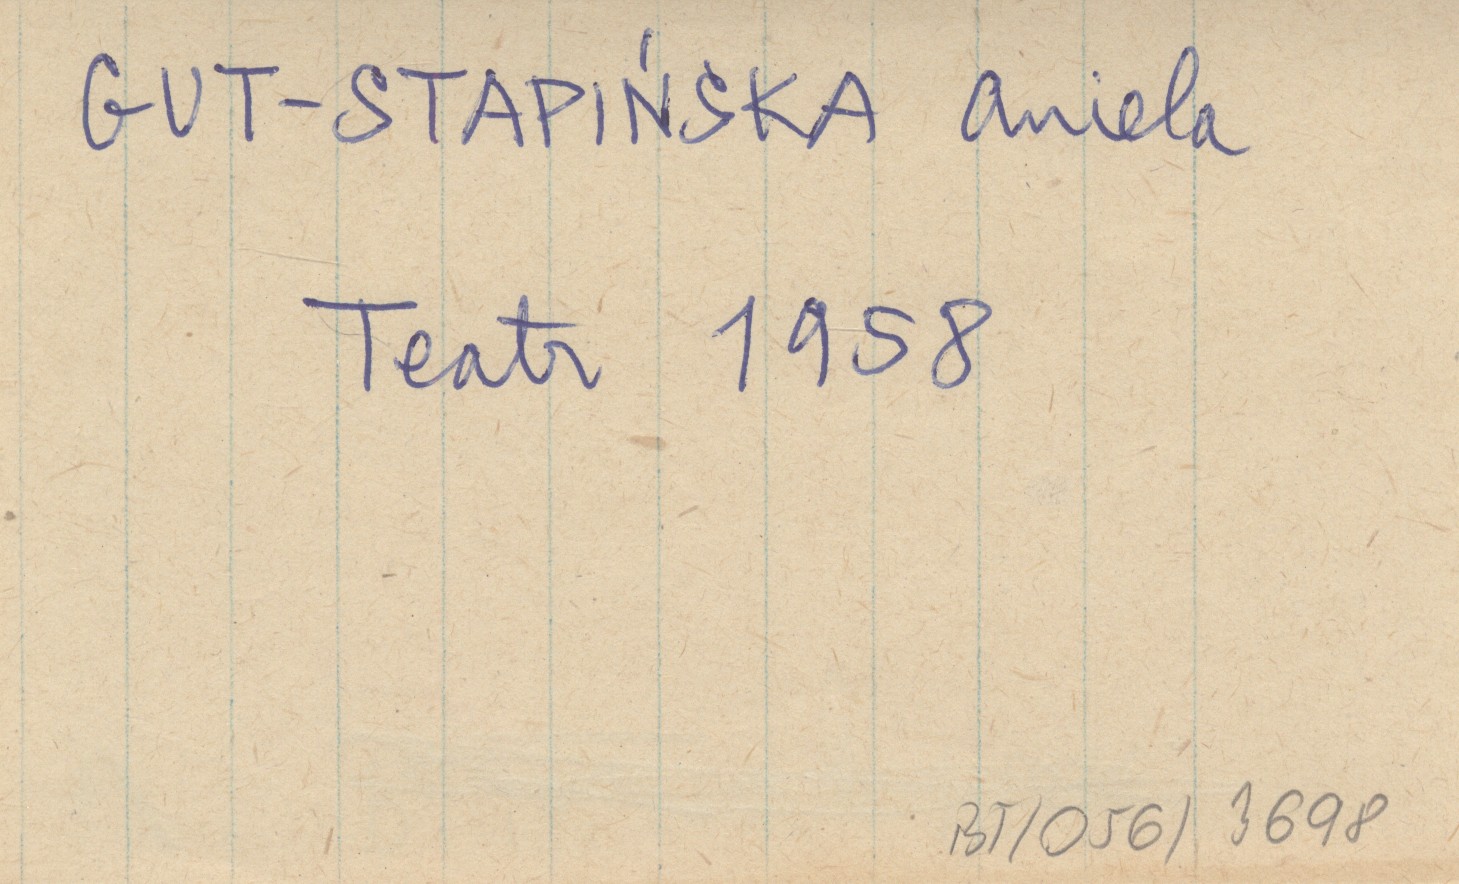 GUT-STAPIŃSKA Aniela
Teatr 1958
BT/056/ 3698